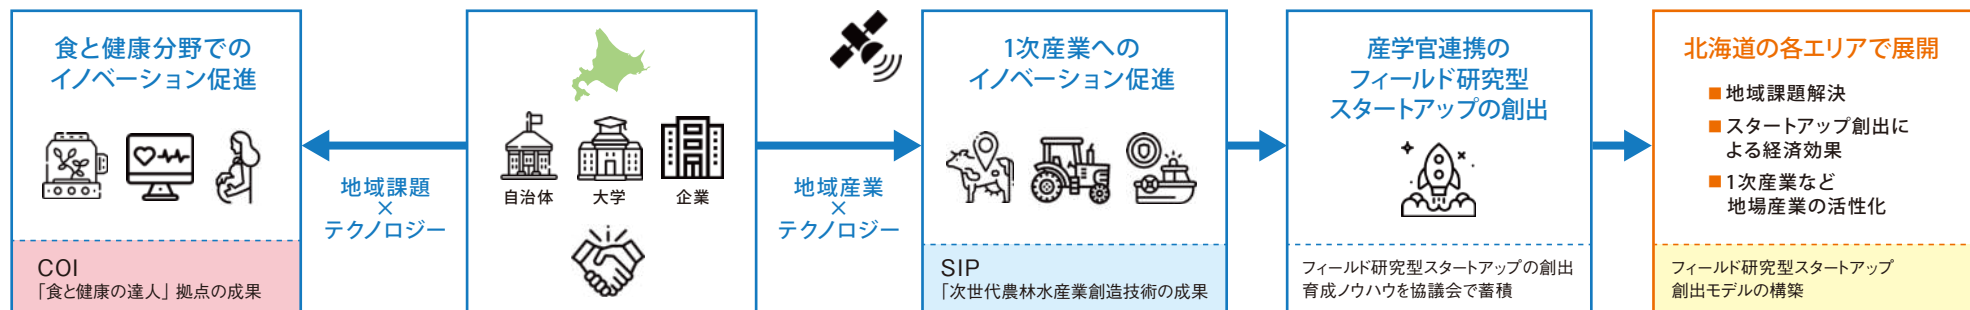 食と健康分野での
イノベーション促進
COI
「食と健康の達人」拠点の成果
地域課題
×
テクノロジー
自治体
大学
企業
地域産業
×
テクノロジー
1次産業への
イノベーション促進
SIP
「次世代農林水産業創造技術の成果
産学官連携の
フィールド研究型
スタートアップの創出
フィールド研究型スタートアップの創出
育成ノウハウを協議会で蓄積
北海道の各エリアで展開
■地域課題解決
■スタートアップ創出に
よる経済効果
■1次産業など
地場産業の活性化
フィールド研究型スタートアップ
創出モデルの構築